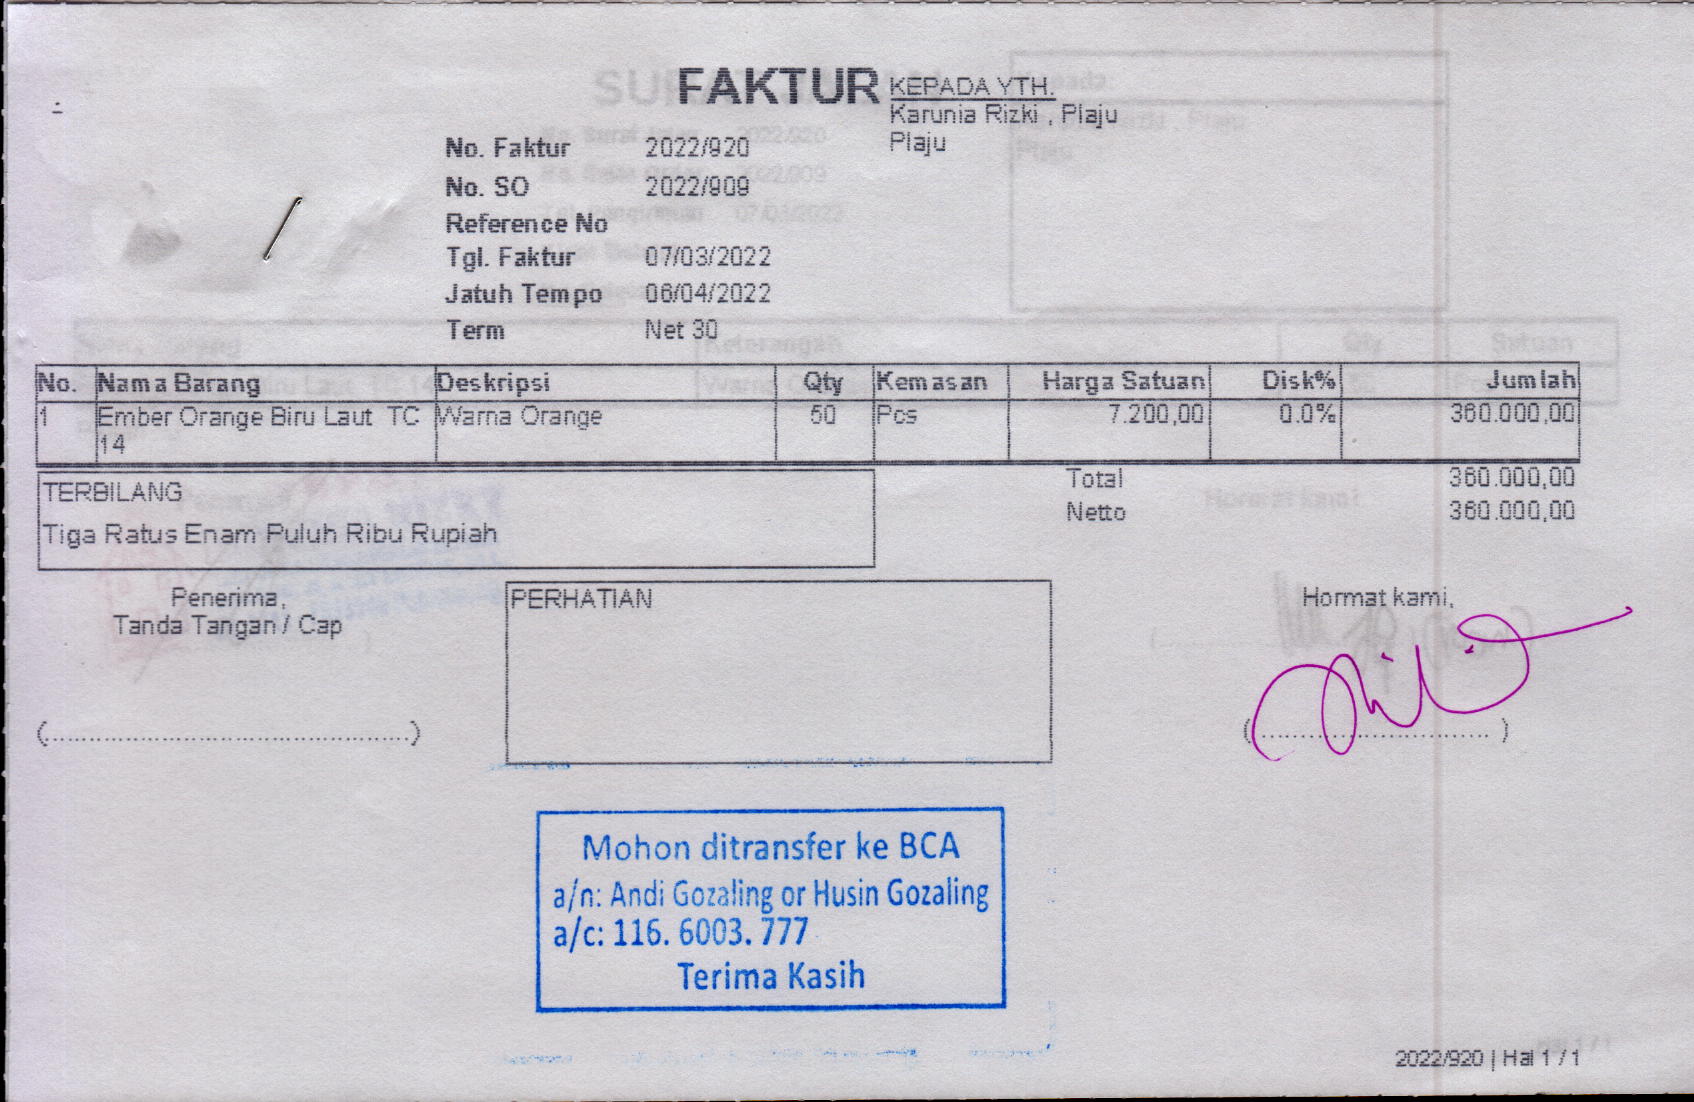 FAKTUR
KEPADA YTH.
Karunia Rizki , Plaju
Plaju
No. Faktur 2022/920
No. SO 2022/909
Reference No
Tgl. Faktur 07/03/2022
Jatuh Tempo 06/04/2022
Term Net 30
No. Nama Barang Deskripsi Qty Kemasan Harga Satuan Disk% Jumlah
1 Ember Orange Biru Laut TC Warna Orange 50 Pcs 7.200,00 0.0% 360.000,00
14
Total 360.000,00
Netto 360.000,00
TERBILANG
Tiga Ratus Enam Puluh Ribu Rupiah
Penerima,
Tanda Tangan / Cap
(..........................................)
PERHATIAN
Hormat kami,
(.............................. )
Mohon ditransfer ke BCA
a/n: Andi Gozaling or Husin Gozaling
a/c: 116. 6003. 777
Terima Kasih
2022/920 | Hal 1 / 1